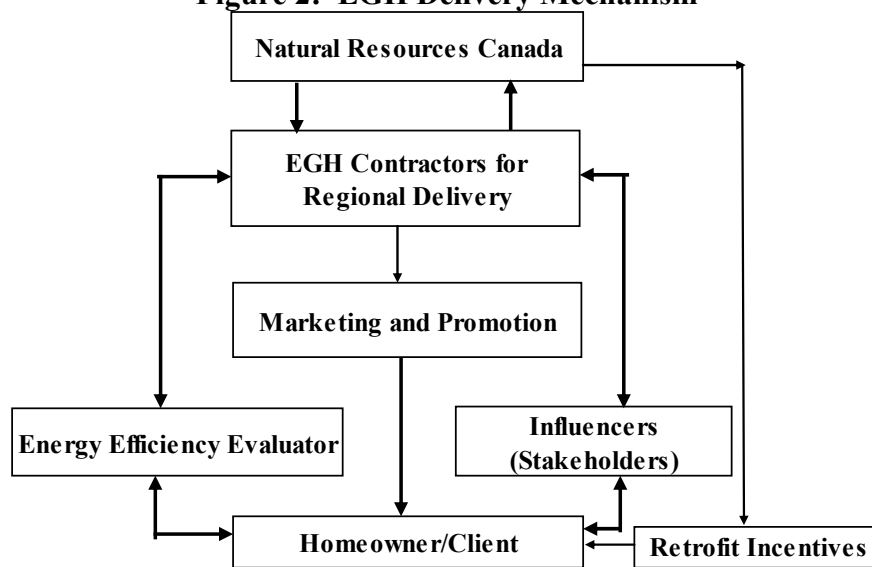 Figure 2: EGH Delivery Mechanism
Natural Resources Canada
EGH Contractors for
Regional Delivery
Marketing and Promotion
Energy Efficiency Evaluator
Influencers
(Stakeholders)
Homeowner/Client
Retrofit Incentives